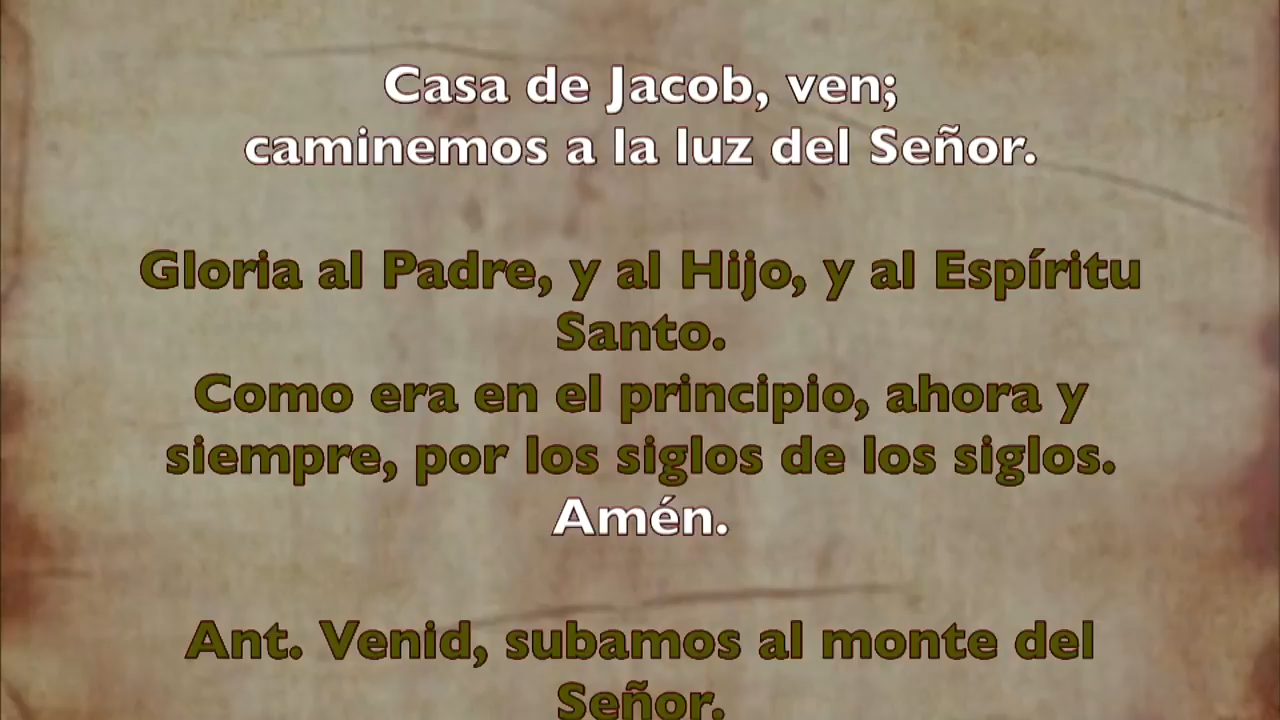 Casa de Jacob, ven;
caminemos a la luz del Señor.
Gloria al Padre, y al Hijo, y al Espíritu
Santo.
Como era en el principio, ahora y
siempre, por los siglos de los siglos.
Amén.
Ant. Venid, subamos al monte del
Señor.